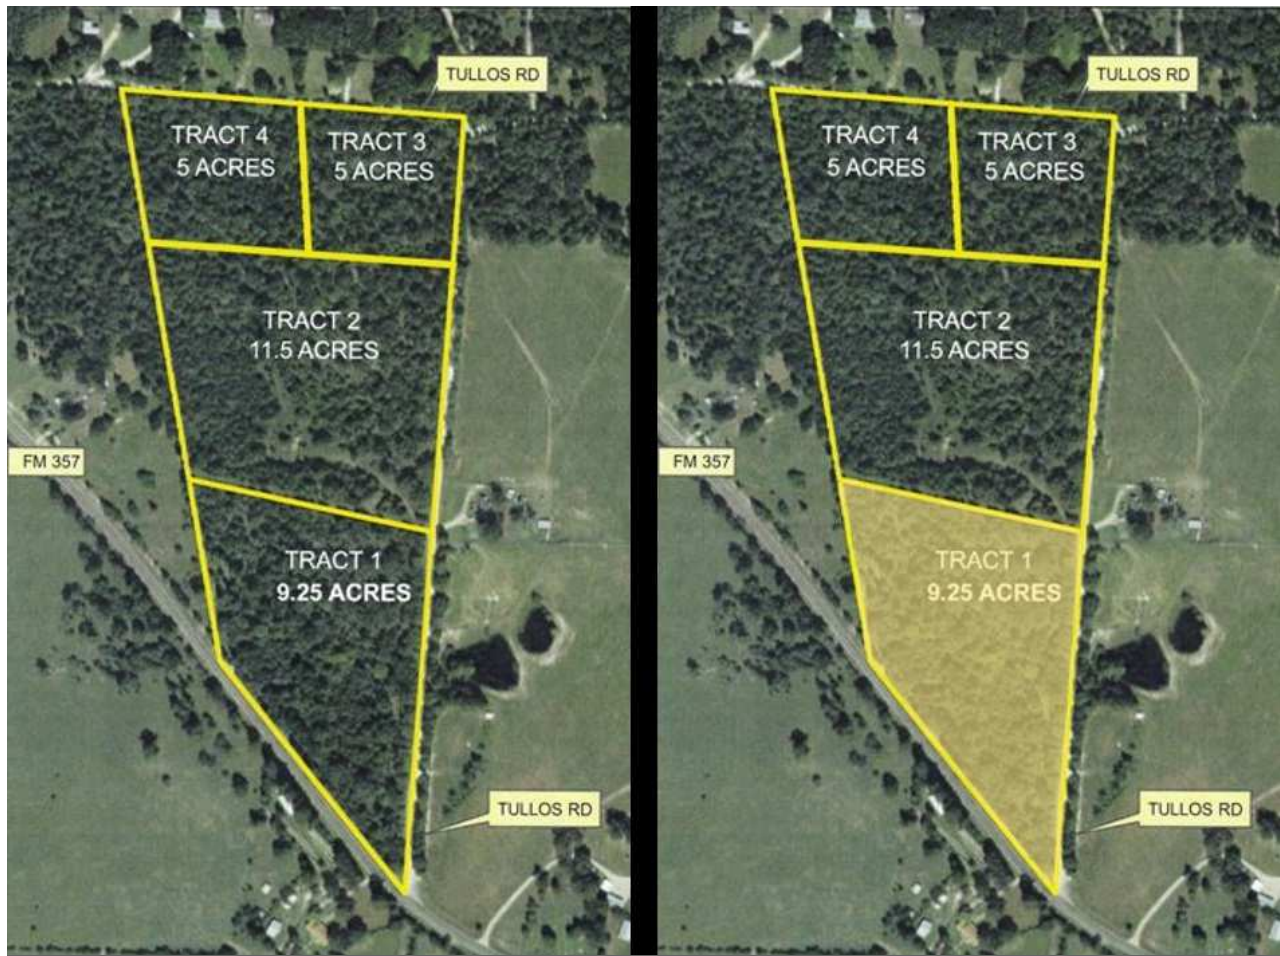 TULLOS RD
TRACT 4
5 ACRES
TRACT 3
5 ACRES
TRACT 2
11.5 ACRES
FM 357
TRACT 1
9.25 ACRES
TULLOS RD
TULLOS RD
TRACT 4
5 ACRES
TRACT 3
5 ACRES
TRACT 2
11.5 ACRES
FM 357
TRACT 1
9.25 ACRES
TULLOS RD